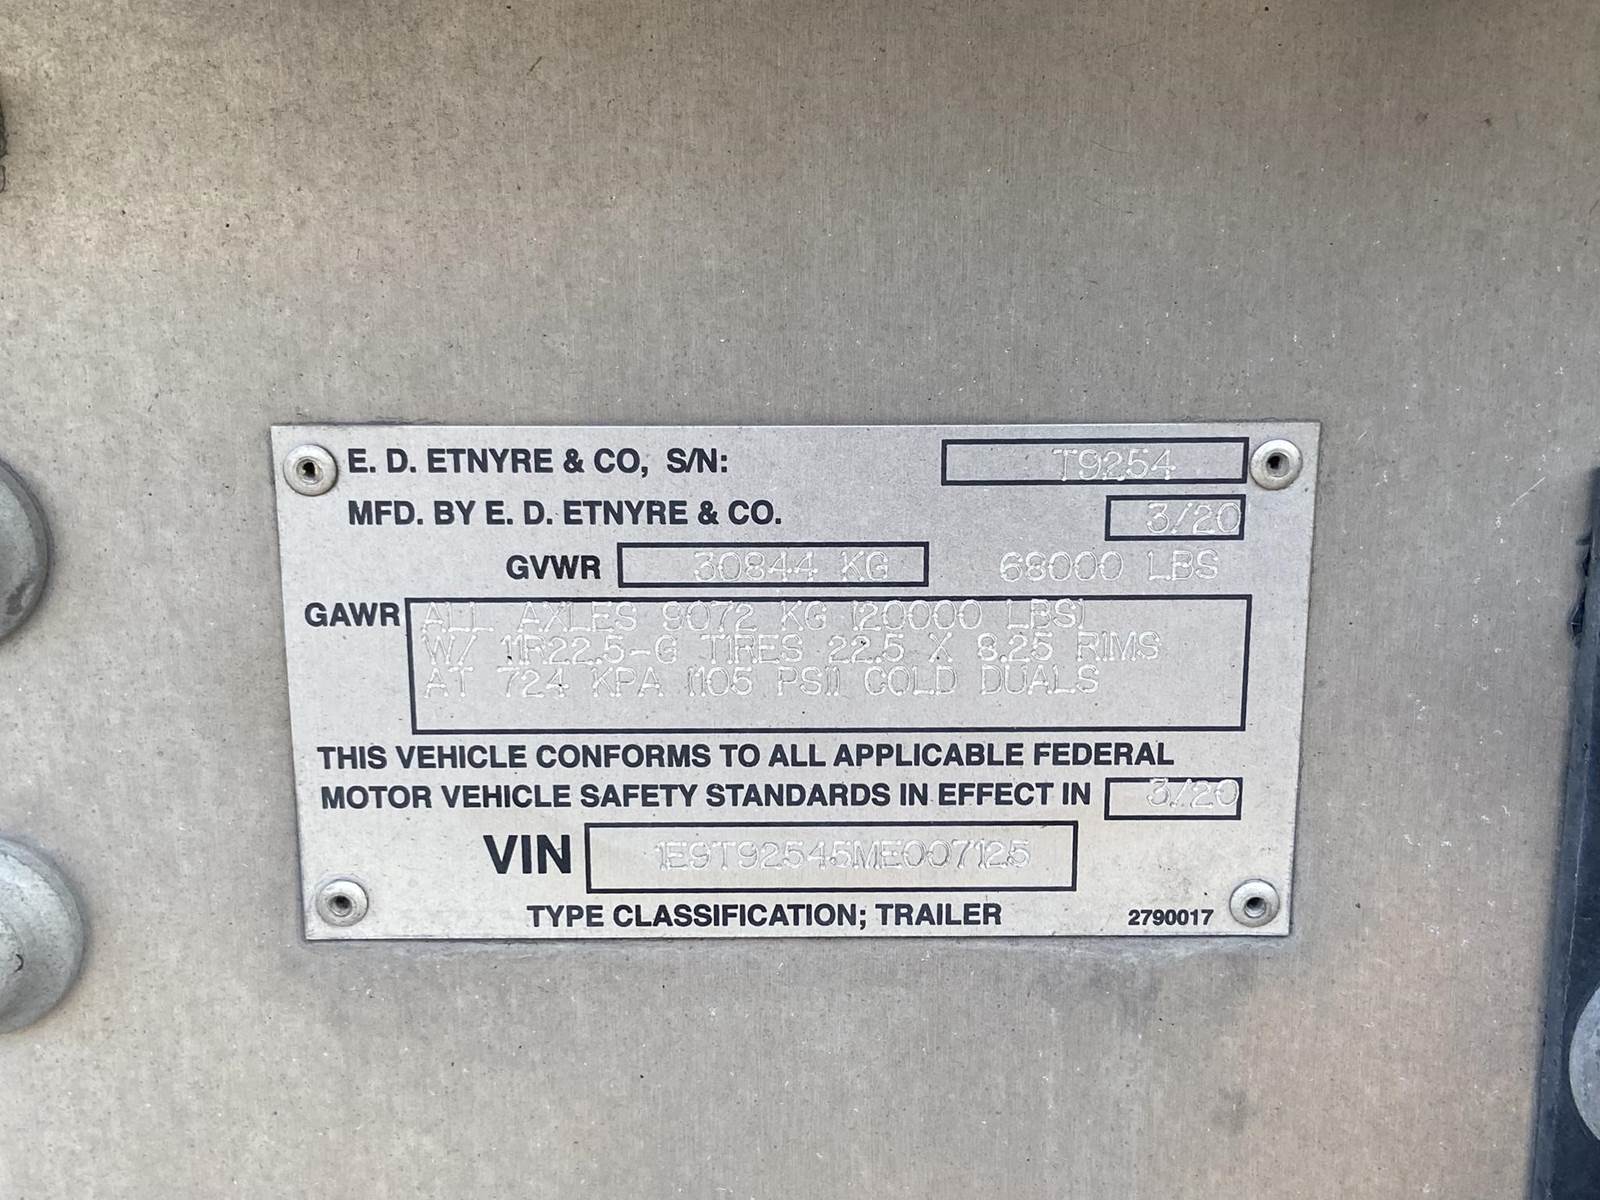 E. D. ETNYRE & CO, S/N: T9254
MFD. BY E. D. ETNYRE & CO. 3/20
GVWR 30844 KG 68000 LBS
GAWR ALL AXLES 9072 KG (20000 LBS)
W/ 11R22.5-G TIRES 22.5 X 8.25 RIMS
AT 724 KPA (105 PSI) COLD DUALS
THIS VEHICLE CONFORMS TO ALL APPLICABLE FEDERAL
MOTOR VEHICLE SAFETY STANDARDS IN EFFECT IN 3/20
VIN 1E9T92545ME007125
TYPE CLASSIFICATION; TRAILER 2790017